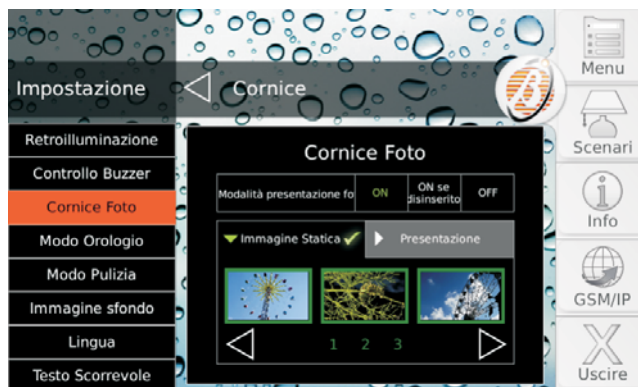 Impostazione
Cornice
Menu
Scenari
Info
GSM/IP
Uscire
Retroilluminazione
Controllo Buzzer
Cornice Foto
Modo Orologio
Modo Pulizia
Immagine sfondo
Lingua
Testo Scorrevole
Cornice Foto
Modalità presentazione fo
ON
ON se
disinserito
OFF
Immagine Statica
Presentazione
1 2 3